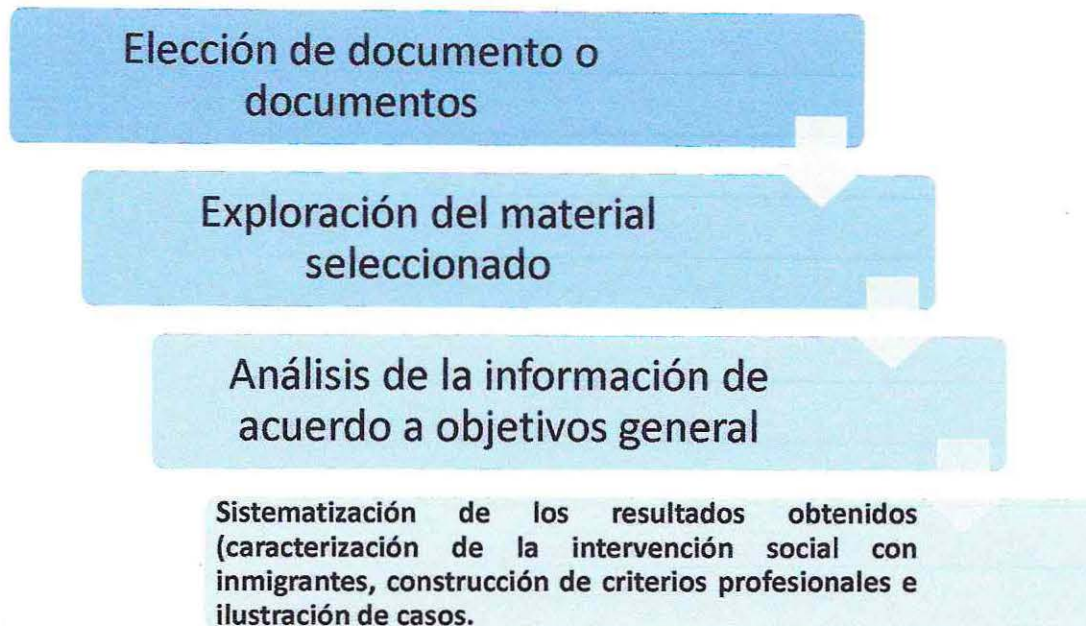 Elección de documento o
documentos
Exploración del material
seleccionado
Análisis de la información de
acuerdo a objetivos general
Sistematización de los resultados obtenidos
(caracterización de la intervención social con
inmigrantes, construcción de criterios profesionales e
ilustración de casos.